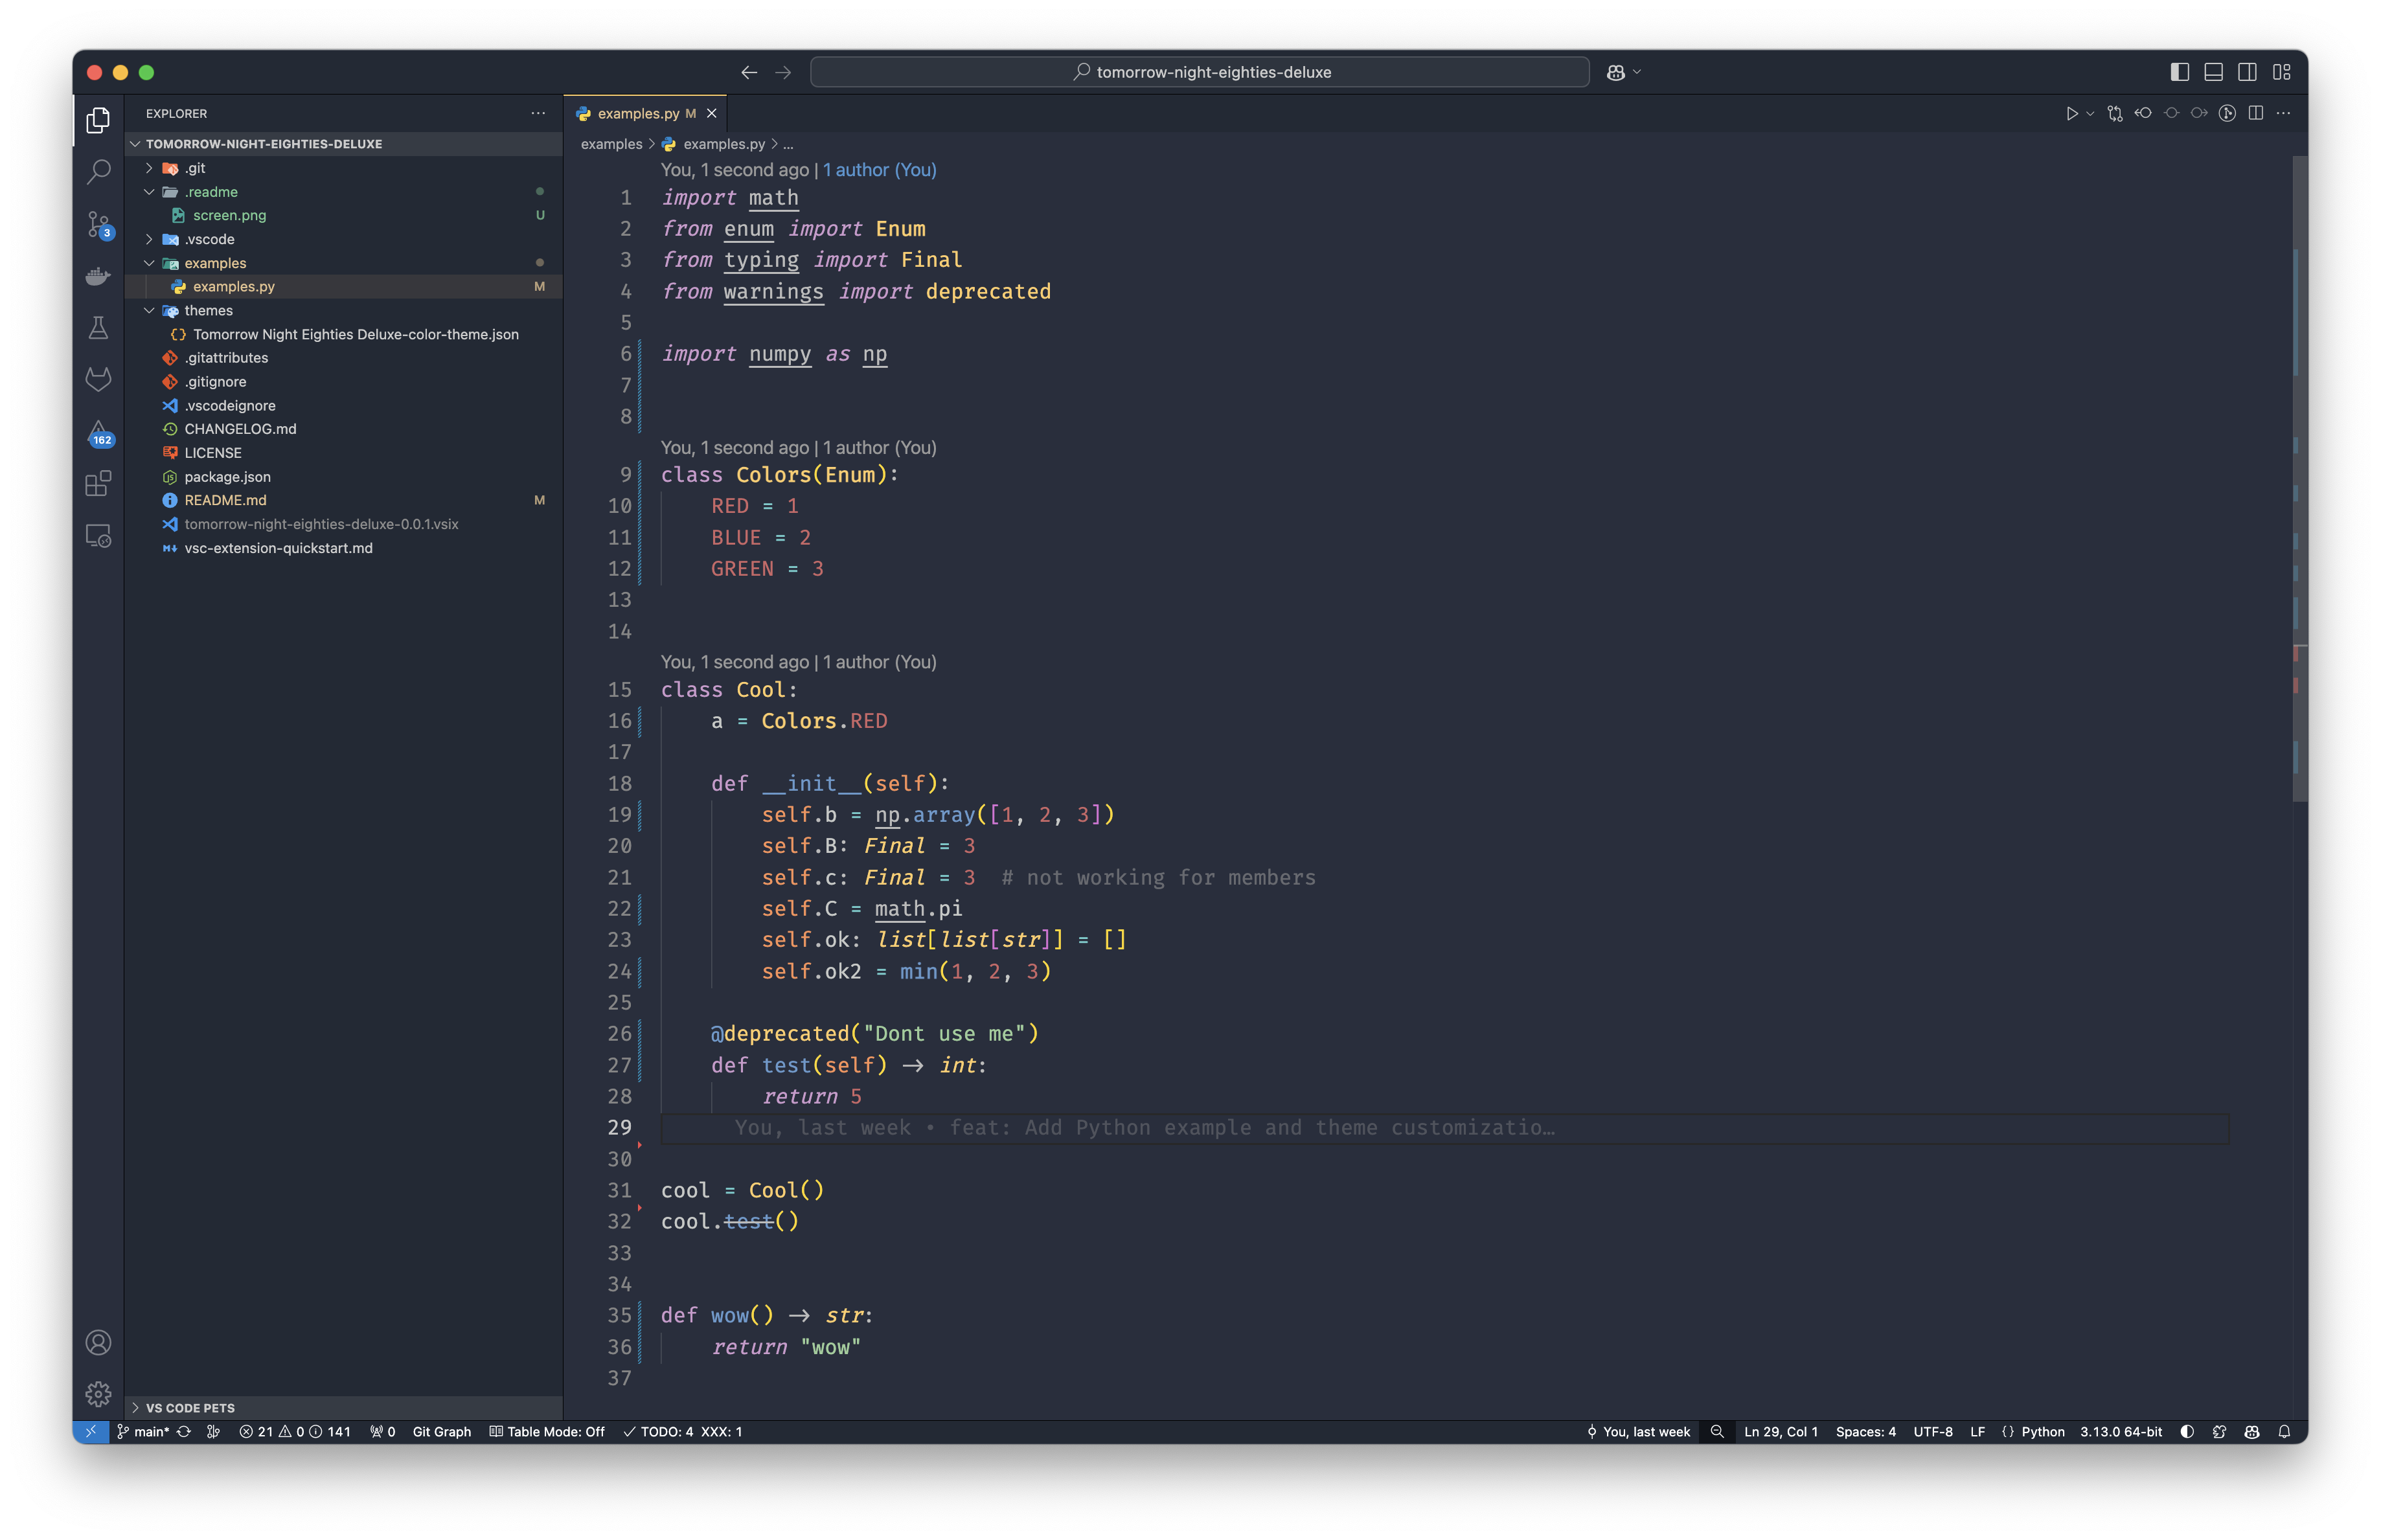 tomorrow-night-eighties-deluxe
EXPLORER
TOMORROW-NIGHT-EIGHTIES-DELUXE
.git
.readme
screen.png U
.vscode
examples
examples.py M
themes
Tomorrow Night Eighties Deluxe-color-theme.json
.gitattributes
.gitignore
.vscodeignore
CHANGELOG.md
LICENSE
package.json
README.md M
tomorrow-night-eighties-deluxe-0.0.1.vsix
vsc-extension-quickstart.md
VS CODE PETS
3
162
examples.py M
examples > examples.py > ...
You, 1 second ago | 1 author (You)
1 import math
2 from enum import Enum
3 from typing import Final
4 from warnings import deprecated
5
6 import numpy as np
7
8
You, 1 second ago | 1 author (You)
9 class Colors(Enum):
10     RED = 1
11     BLUE = 2
12     GREEN = 3
13
14
You, 1 second ago | 1 author (You)
15 class Cool:
16     a = Colors.RED
17
18     def __init__(self):
19         self.b = np.array([1, 2, 3])
20         self.B: Final = 3
21         self.c: Final = 3  # not working for members
22         self.C = math.pi
23         self.ok: list[list[str]] = []
24         self.ok2 = min(1, 2, 3)
25
26     @deprecated("Dont use me")
27     def test(self) → int:
28         return 5
29 You, last week • feat: Add Python example and theme customizatio…
30
31 cool = Cool()
32 cool.test()
33
34
35 def wow() → str:
36     return "wow"
37
main* 21 0 141 0 Git Graph Table Mode: Off TODO: 4 XXX: 1 You, last week Ln 29, Col 1 Spaces: 4 UTF-8 LF {} Python 3.13.0 64-bit